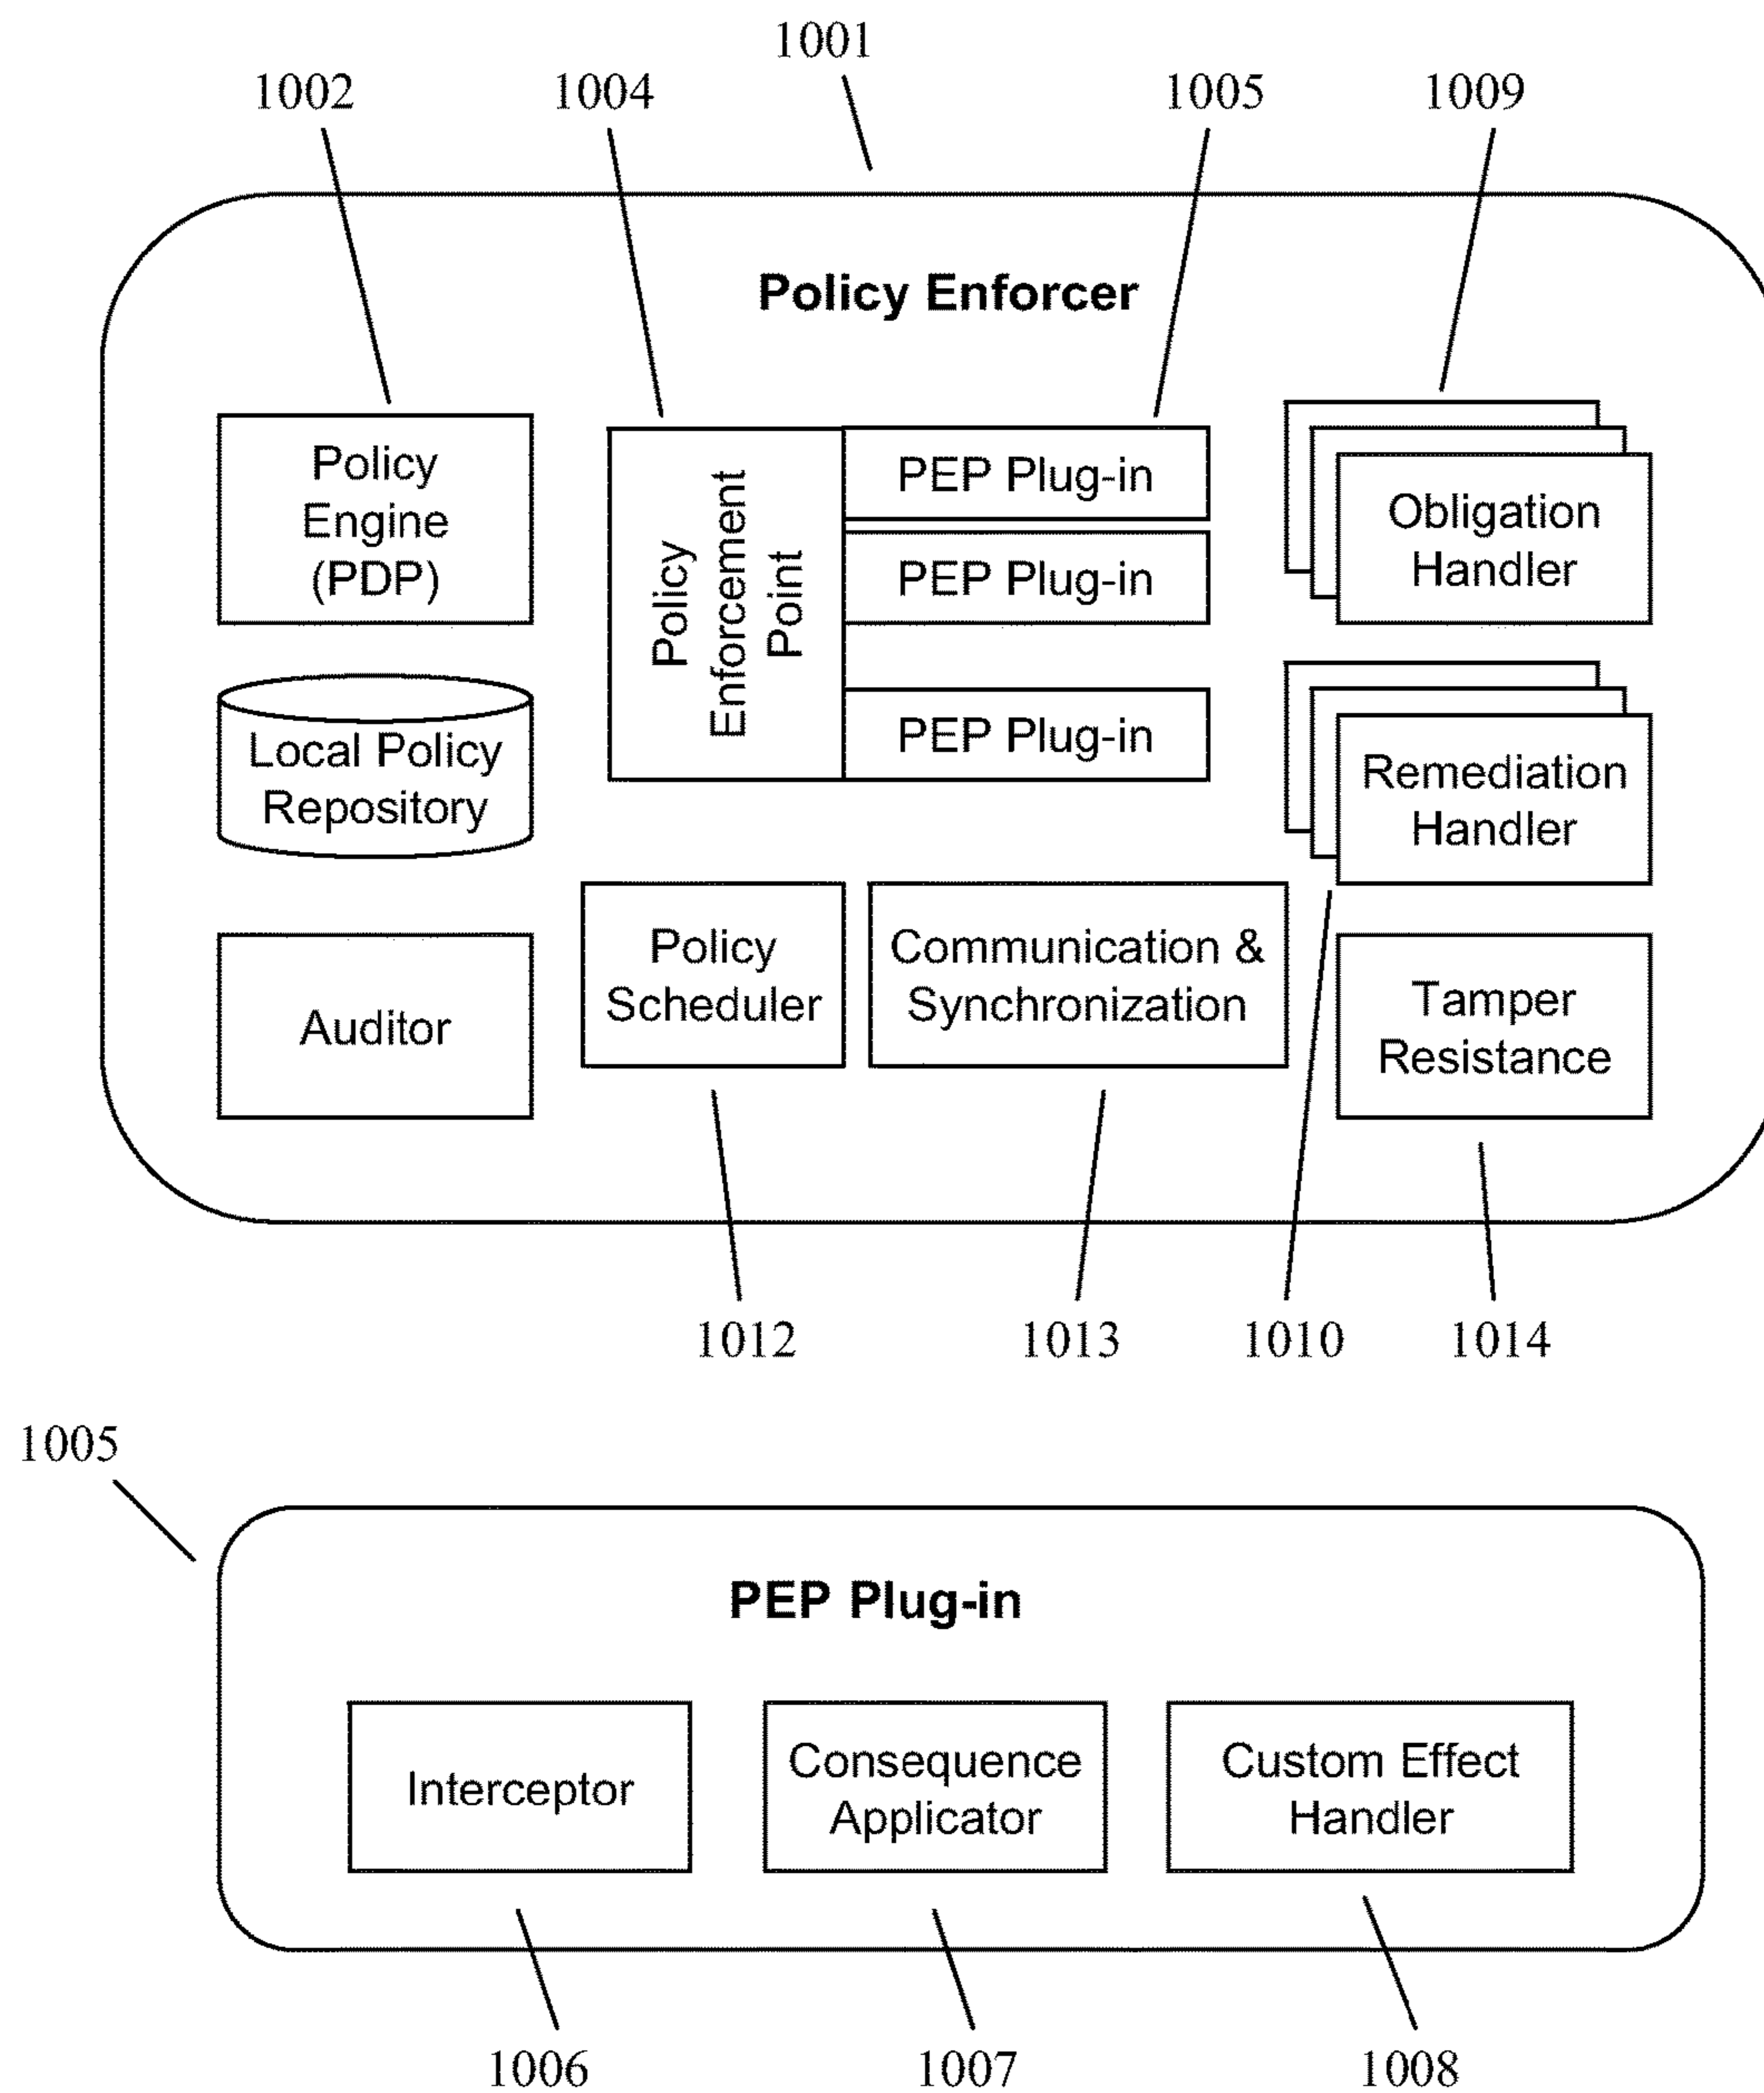 1001
1002
1004
1005
1009
Policy Enforcer
Policy
Engine
(PDP)
Policy
Enforcement
Point
PEP Plug-in
PEP Plug-in
PEP Plug-in
Obligation
Handler
Local Policy
Repository
Remediation
Handler
Auditor
Policy
Scheduler
Communication &
Synchronization
Tamper
Resistance
1012
1013
1010
1014
1005
PEP Plug-in
Interceptor
Consequence
Applicator
Custom Effect
Handler
1006
1007
1008